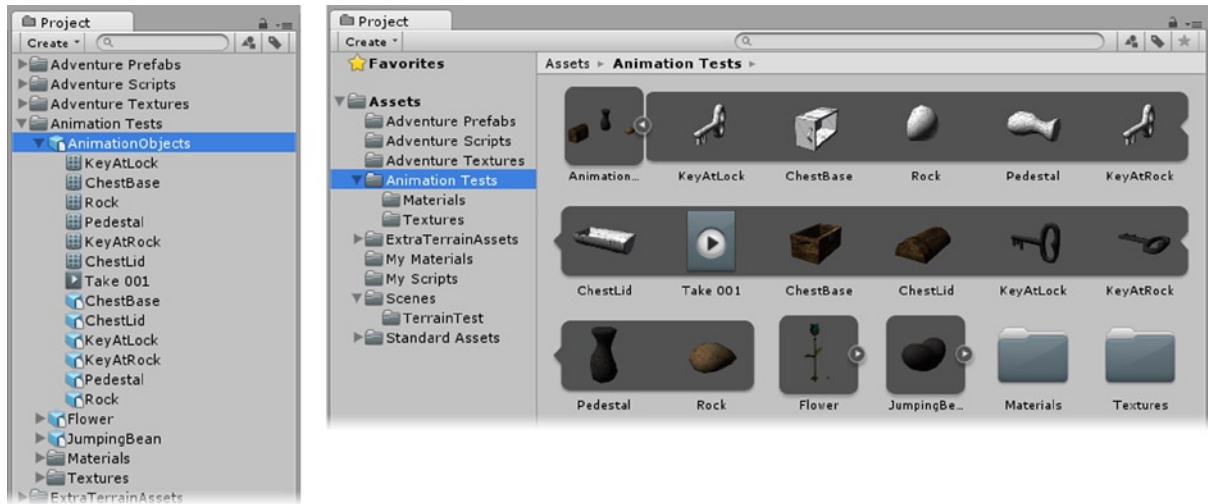 Project
Create
Adventure Prefabs
Adventure Scripts
Adventure Textures
Animation Tests
AnimationObjects
KeyAtLock
ChestBase
Rock
Pedestal
KeyAtRock
ChestLid
Take 001
ChestBase
ChestLid
KeyAtLock
KeyAtRock
Pedestal
Rock
Flower
JumpingBean
Materials
Textures
ExtraTerrainAssets
Project
Create
Favorites
Assets
Adventure Prefabs
Adventure Scripts
Adventure Textures
Animation Tests
Materials
Textures
ExtraTerrainAssets
My Materials
My Scripts
Scenes
TerrainTest
Standard Assets
Assets Animation Tests
Animation... KeyAtLock ChestBase Rock Pedestal KeyAtRock
ChestLid Take 001 ChestBase ChestLid KeyAtLock KeyAtRock
Pedestal Rock Flower JumpingBe... Materials Textures